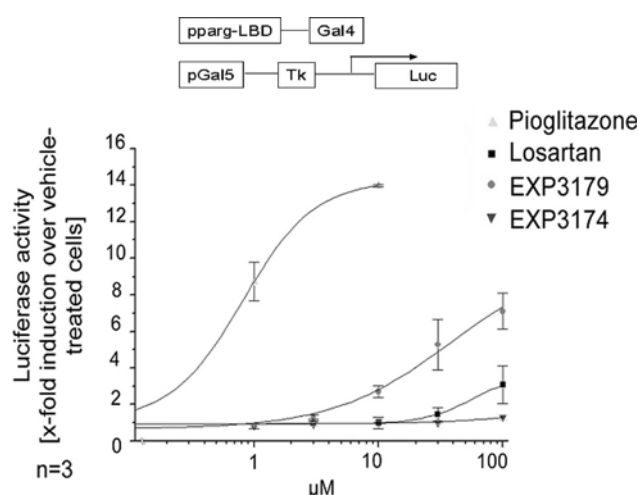 pparg-LBD Gal4
pGal5 Tk Luc
Pioglitazone
Losartan
EXP3179
EXP3174
Luciferase activity
[x-fold induction over vehicle-
treated cells]
16
14
12
10
8
6
4
2
0
1 10 100
µM
n=3